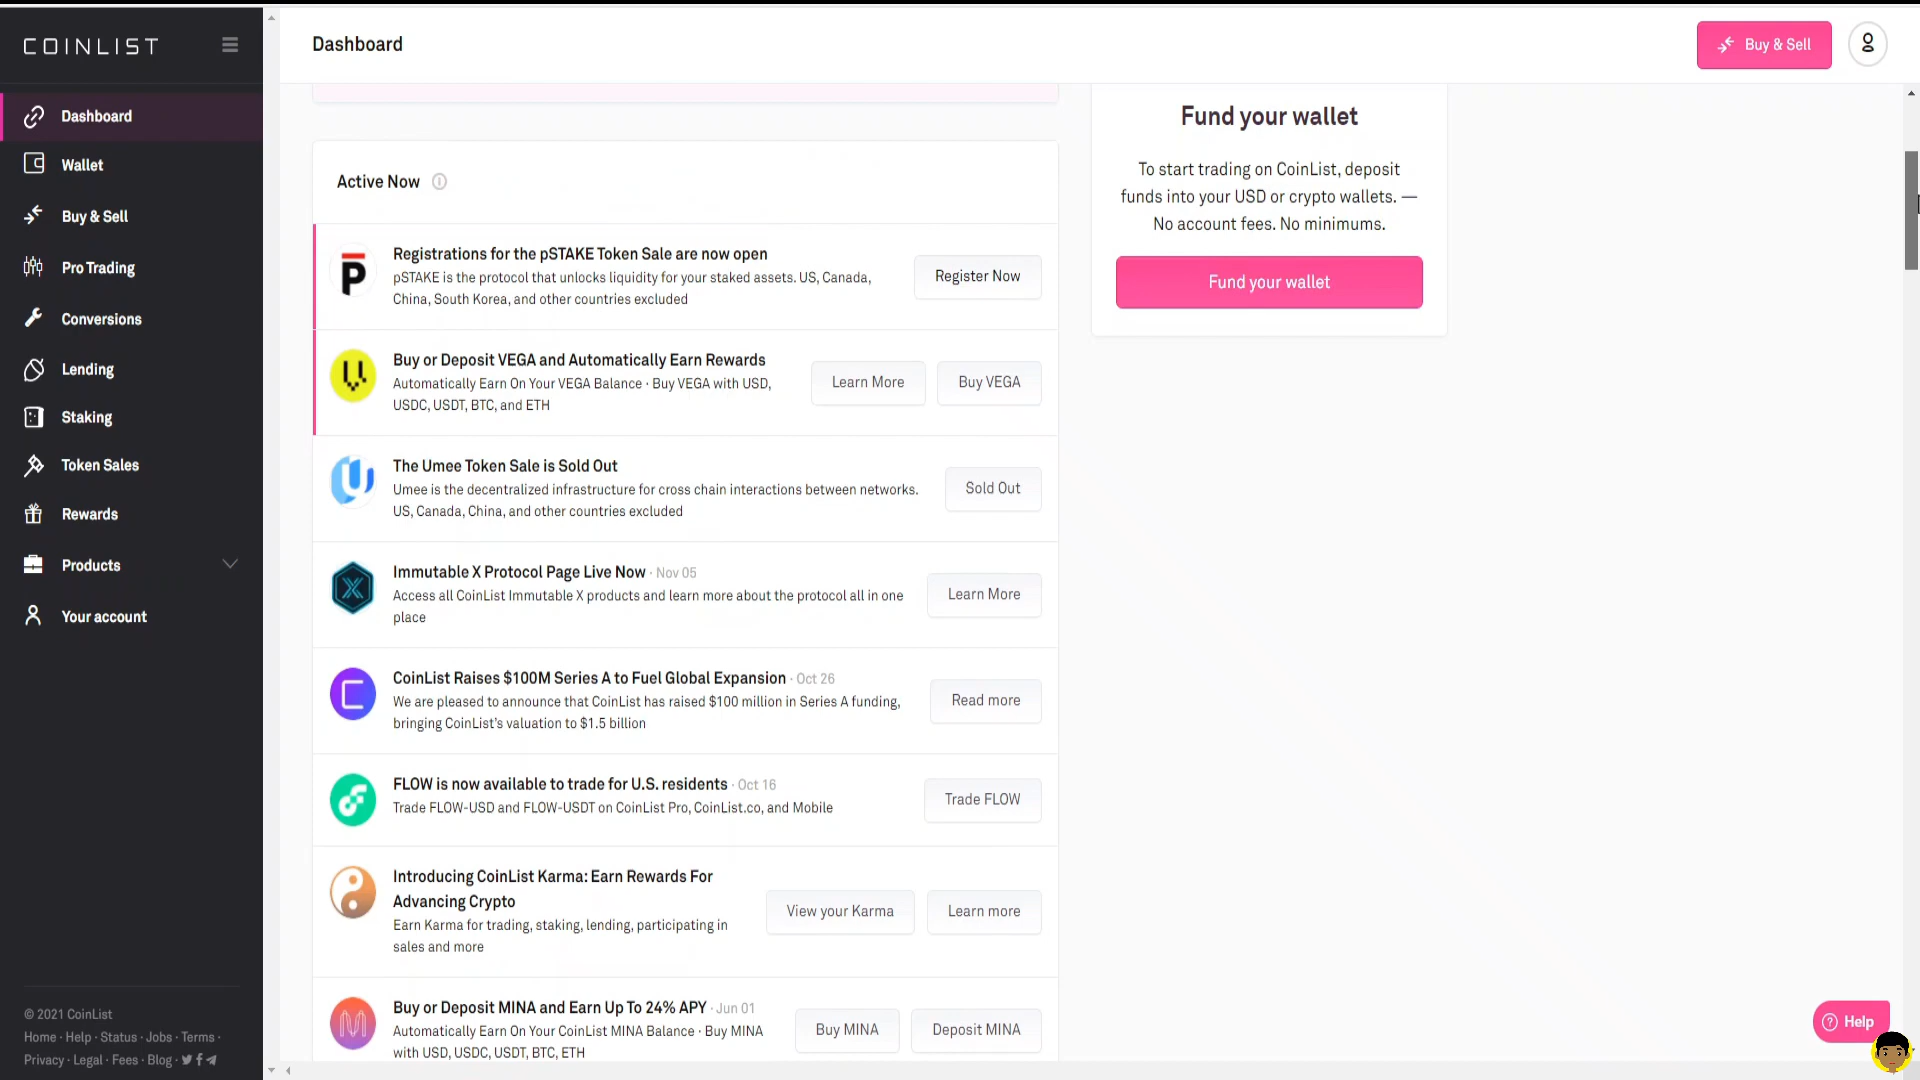 COINLIST
Dashboard
Buy & Sell
Dashboard
Wallet
Buy & Sell
Pro Trading
Conversions
Lending
Staking
Token Sales
Rewards
Products
Your account
© 2021 CoinList
Home · Help · Status · Jobs · Terms ·
Privacy · Legal · Fees · Blog ·
Active Now
Registrations for the pSTAKE Token Sale are now open
pSTAKE is the protocol that unlocks liquidity for your staked assets. US, Canada,
China, South Korea, and other countries excluded
Register Now
Buy or Deposit VEGA and Automatically Earn Rewards
Automatically Earn On Your VEGA Balance · Buy VEGA with USD,
USDC, USDT, BTC, and ETH
Learn More
Buy VEGA
The Umee Token Sale is Sold Out
Umee is the decentralized infrastructure for cross chain interactions between networks.
US, Canada, China, and other countries excluded
Sold Out
Immutable X Protocol Page Live Now · Nov 05
Access all CoinList Immutable X products and learn more about the protocol all in one
place
Learn More
CoinList Raises $100M Series A to Fuel Global Expansion · Oct 26
We are pleased to announce that CoinList has raised $100 million in Series A funding,
bringing CoinList's valuation to $1.5 billion
Read more
FLOW is now available to trade for U.S. residents · Oct 16
Trade FLOW-USD and FLOW-USDT on CoinList Pro, CoinList.co, and Mobile
Trade FLOW
Introducing CoinList Karma: Earn Rewards For
Advancing Crypto
Earn Karma for trading, staking, lending, participating in
sales and more
View your Karma
Learn more
Buy or Deposit MINA and Earn Up To 24% APY · Jun 01
Automatically Earn On Your CoinList MINA Balance · Buy MINA
with USD, USDC, USDT, BTC, ETH
Buy MINA
Deposit MINA
Fund your wallet
To start trading on CoinList, deposit
funds into your USD or crypto wallets. —
No account fees. No minimums.
Fund your wallet
Help